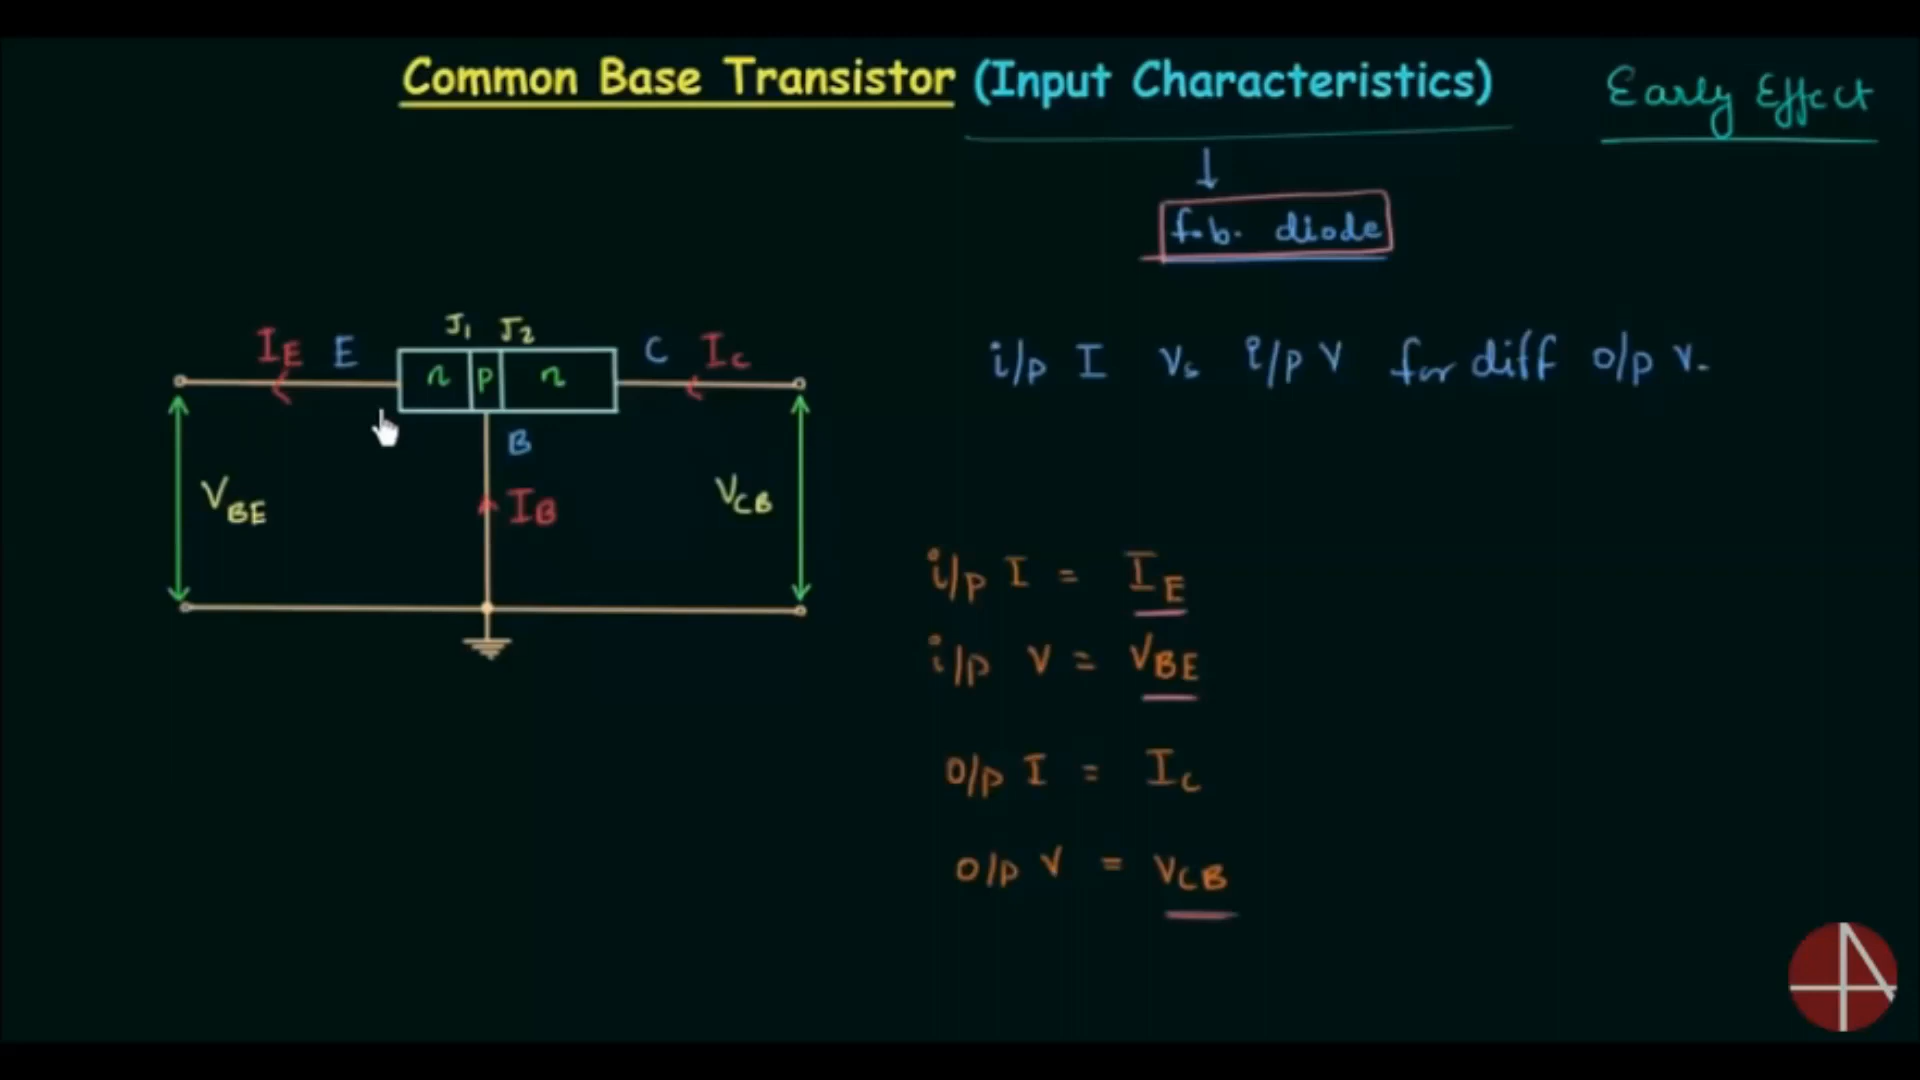 Common Base Transistor (Input Characteristics)
Early Effect
f.b. diode
i/p I Vs i/p V for diff o/p V.
J1 J2
IE E n p n C Ic
B
VBE IB VCB
i/p I = IE
i/p V = VBE
o/p I = Ic
o/p V = VCB